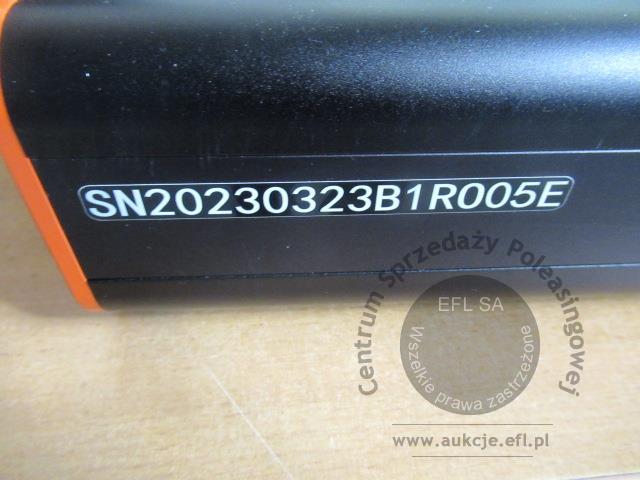 SN20230323B1R005E
Centrum Sprzedaży Poleasingowej
EFL SA
Wszelkie prawa zastrzeżone
www.aukcje.efl.pl